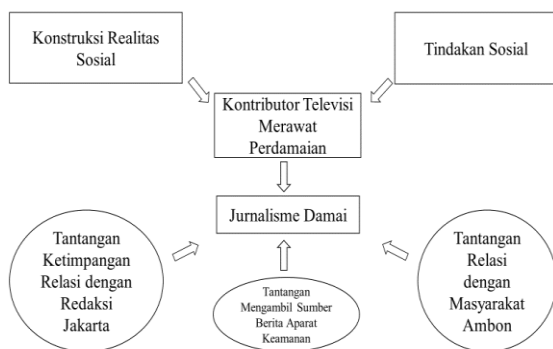 Konstruksi Realitas
Sosial
Tindakan Sosial
Kontributor Televisi
Merawat
Perdamaian
Jurnalisme Damai
Tantangan
Ketimpangan
Relasi dengan
Redaksi
Jakarta
Tantangan
Mengambil Sumber
Berita Aparat
Keamanan
Tantangan
Relasi
dengan
Masyarakat
Ambon